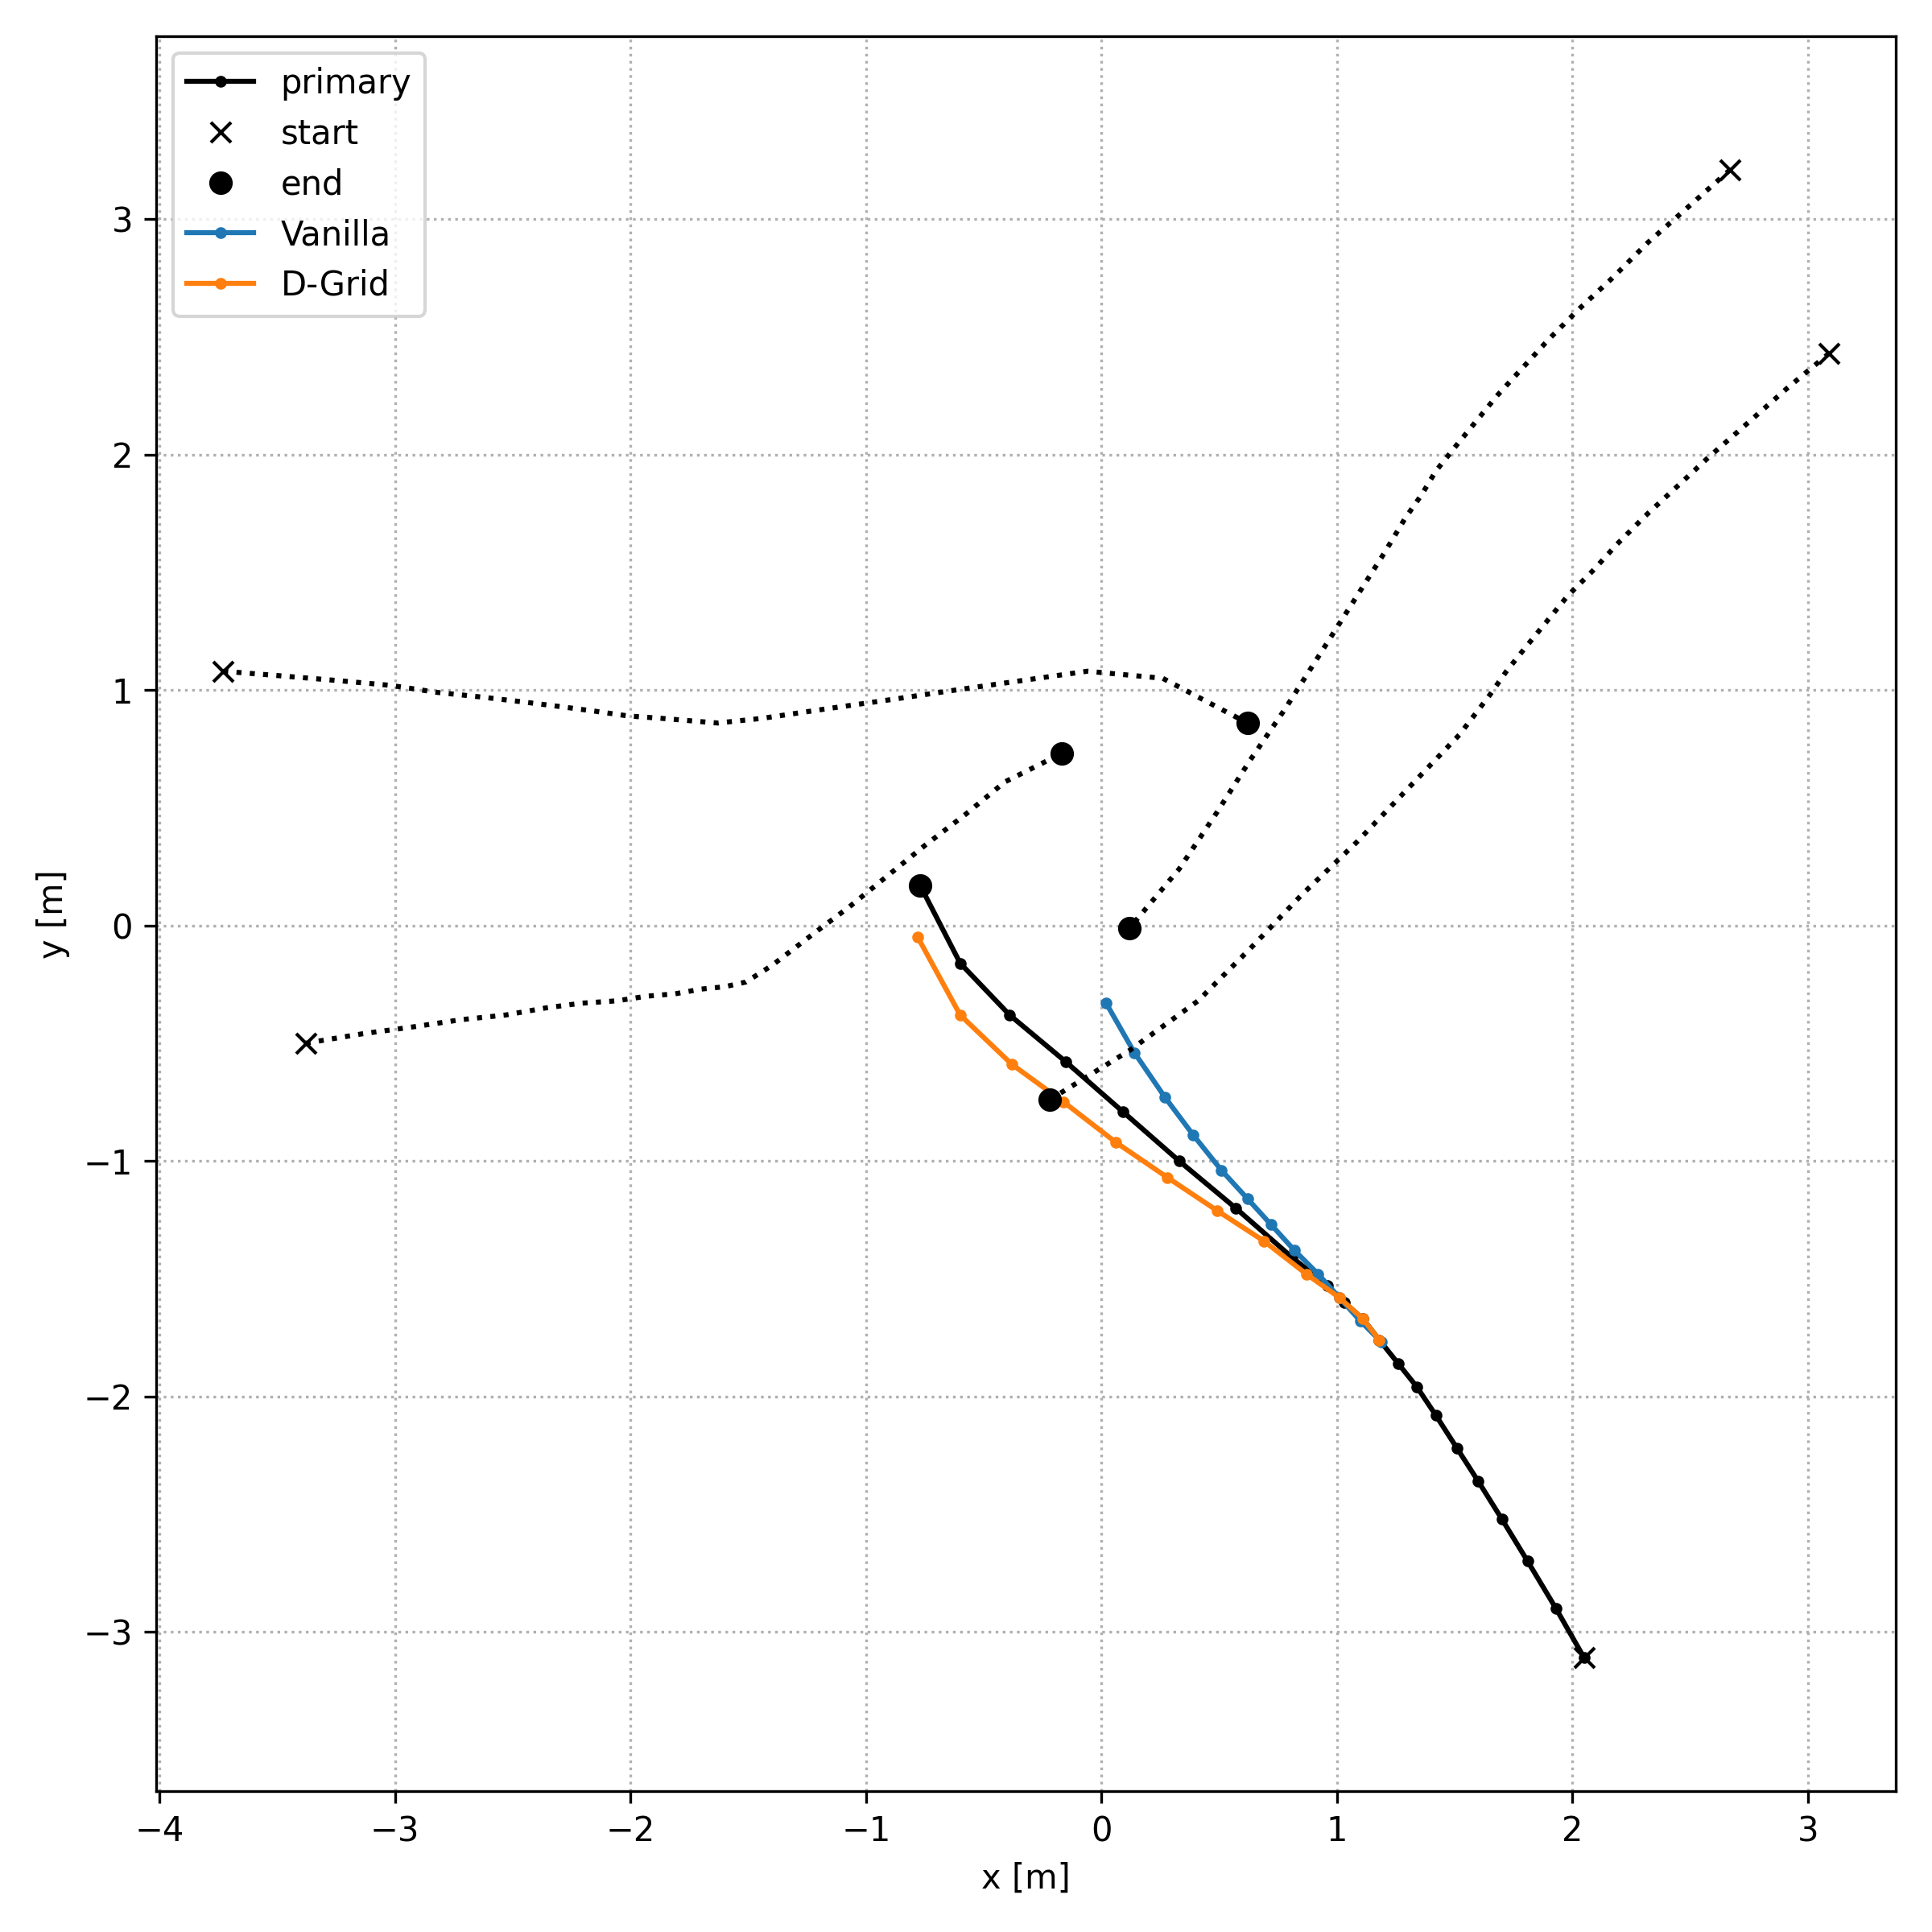 primary
start
end
Vanilla
D-Grid
3
2
1
0
−1
−2
−3
y [m]
−4 −3 −2 −1 0 1 2 3
x [m]